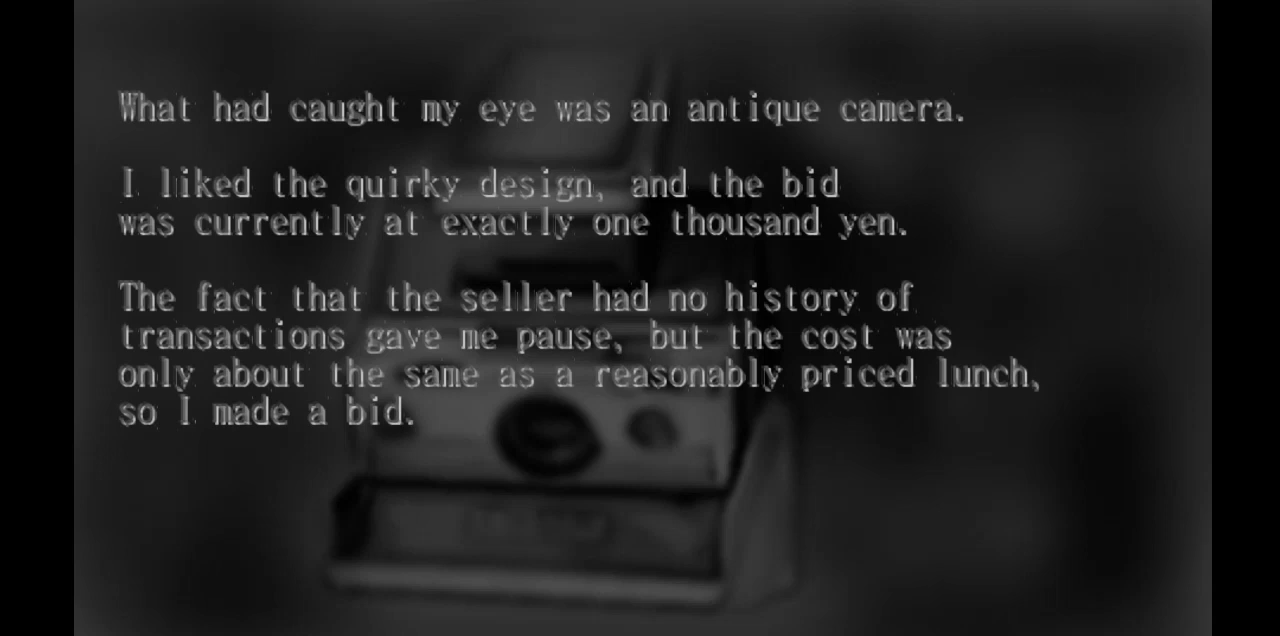 What had caught my eye was an antique camera.
I liked the quirky design, and the bid
was currently at exactly one thousand yen.
The fact that the seller had no history of
transactions gave me pause, but the cost was
only about the same as a reasonably priced lunch,
so I made a bid.